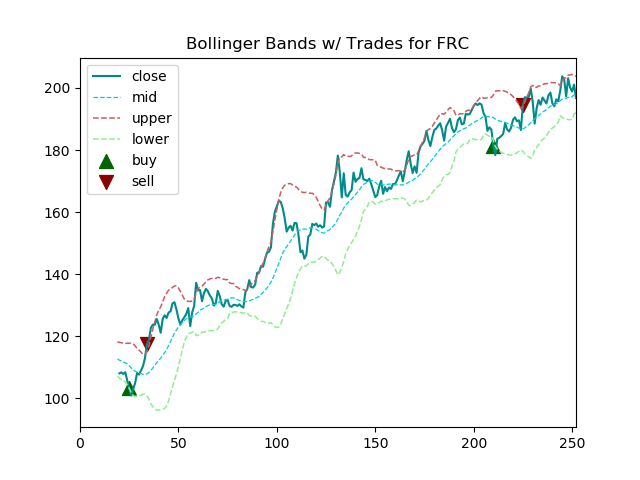 Bollinger Bands w/ Trades for FRC
close
mid
upper
lower
buy
sell
200
180
160
140
120
100
0 50 100 150 200 250